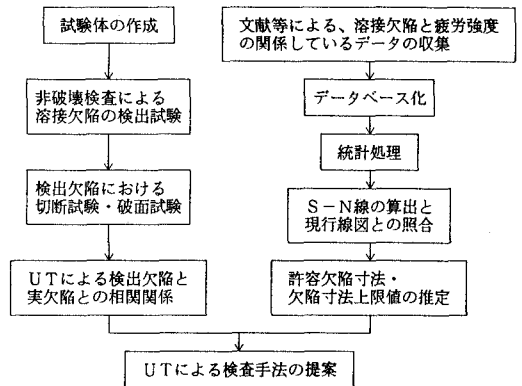 試験体の作成
非破壊検査による
溶接欠陥の検出試験
検出欠陥における
切断試験・破面試験
UTによる検出欠陥と
実欠陥との相関関係
文献等による、溶接欠陥と疲労強度
の関係しているデータの収集
データベース化
統計処理
S-N線の算出と
現行線図との照合
許容欠陥寸法・
欠陥寸法上限値の推定
UTによる検査手法の提案